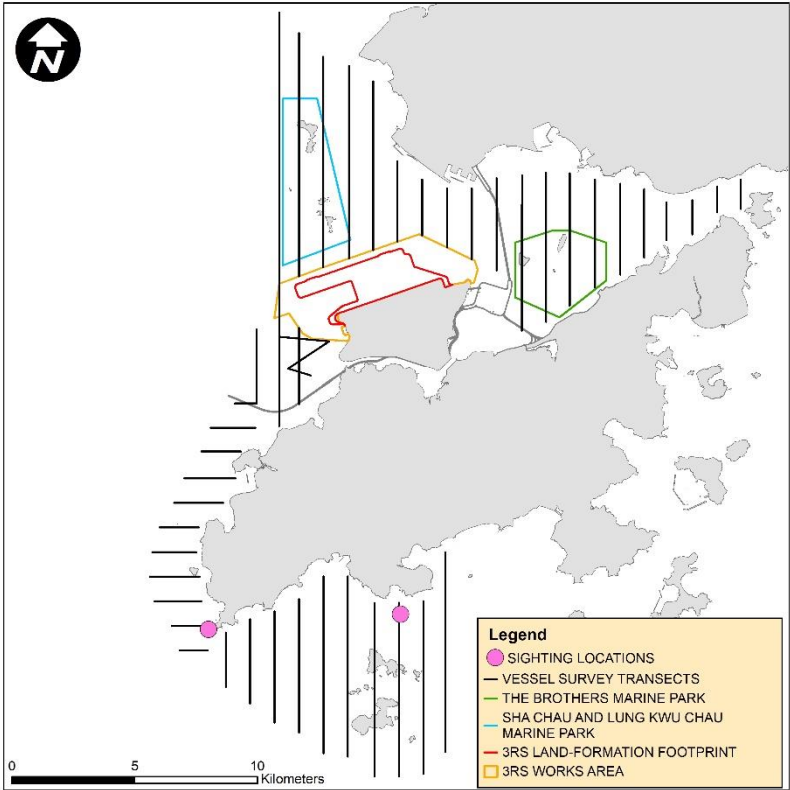 N
Legend
SIGHTING LOCATIONS
VESSEL SURVEY TRANSECTS
THE BROTHERS MARINE PARK
SHA CHAU AND LUNG KWU CHAU
MARINE PARK
3RS LAND-FORMATION FOOTPRINT
3RS WORKS AREA
0 5 10
Kilometers